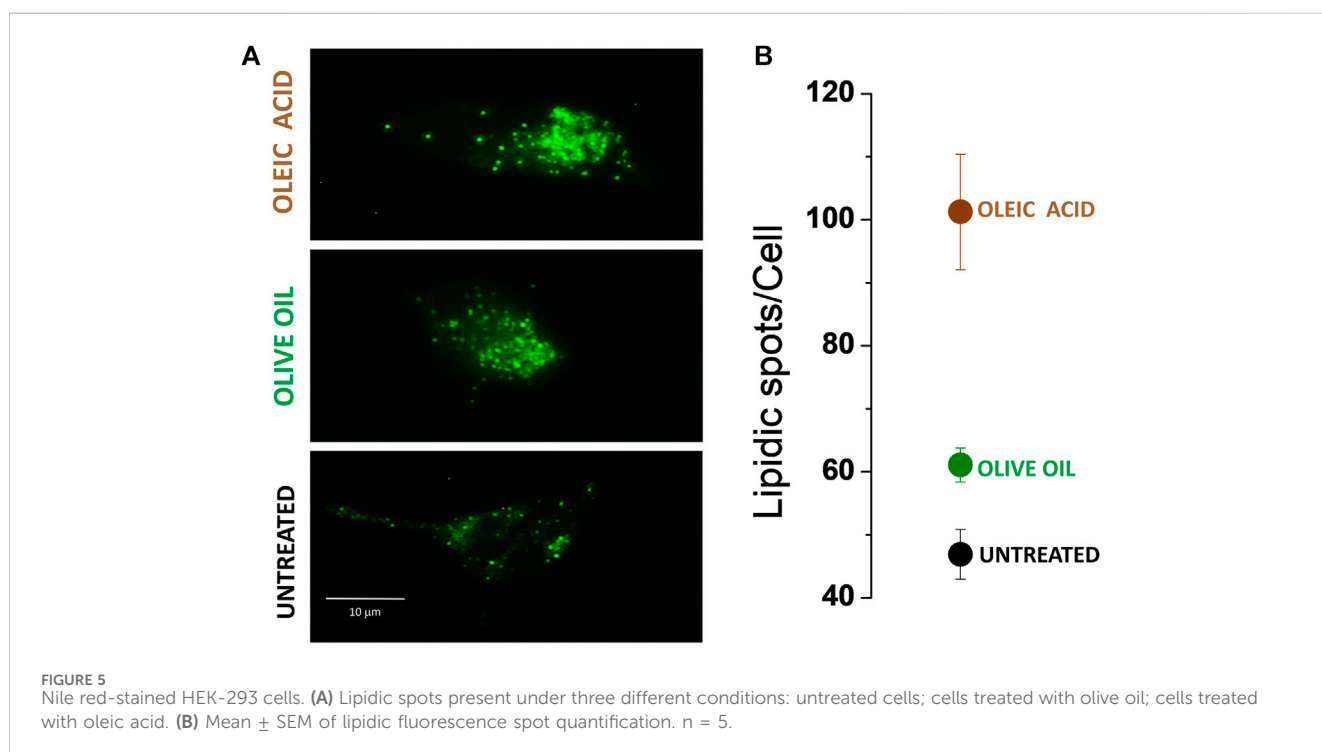 A
OLEIC ACID
OLIVE OIL
UNTREATED
10 µm
B
Lipidic spots/Cell
120
100
80
60
40
OLEIC ACID
OLIVE OIL
UNTREATED
FIGURE 5
Nile red-stained HEK-293 cells. (A) Lipidic spots present under three different conditions: untreated cells; cells treated with olive oil; cells treated
with oleic acid. (B) Mean ± SEM of lipidic fluorescence spot quantification. n = 5.